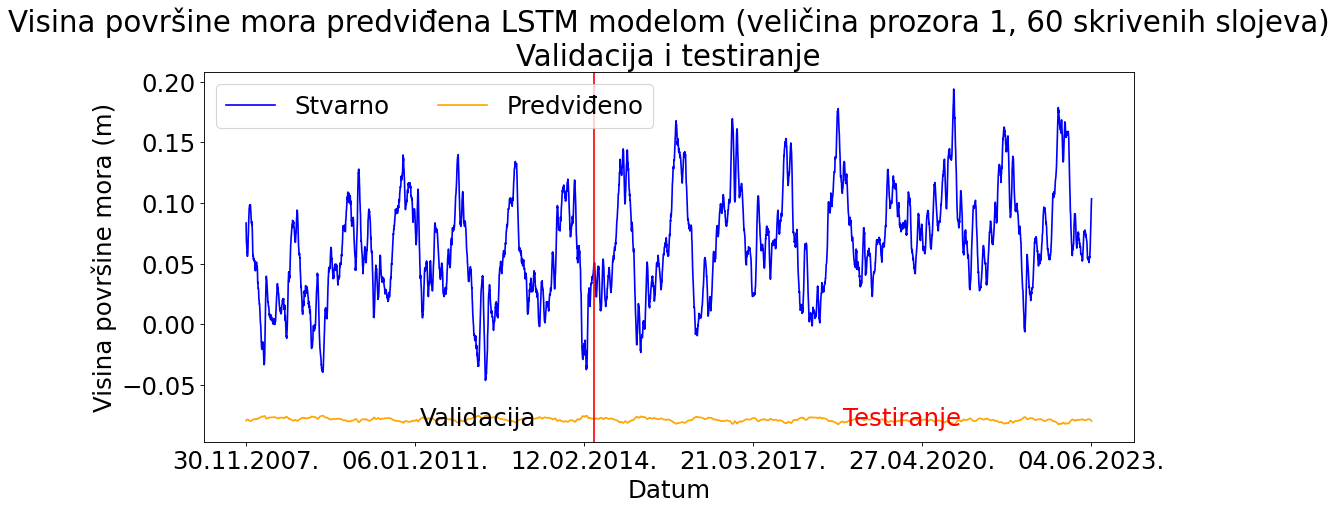 Visina površine mora predviđena LSTM modelom (veličina prozora 1, 60 skrivenih slojeva)
Validacija i testiranje
Stvarno
Predviđeno
Visina površine mora (m)
0.20
0.15
0.10
0.05
0.00
−0.05
Validacija
Testiranje
30.11.2007.
06.01.2011.
12.02.2014.
21.03.2017.
27.04.2020.
04.06.2023.
Datum